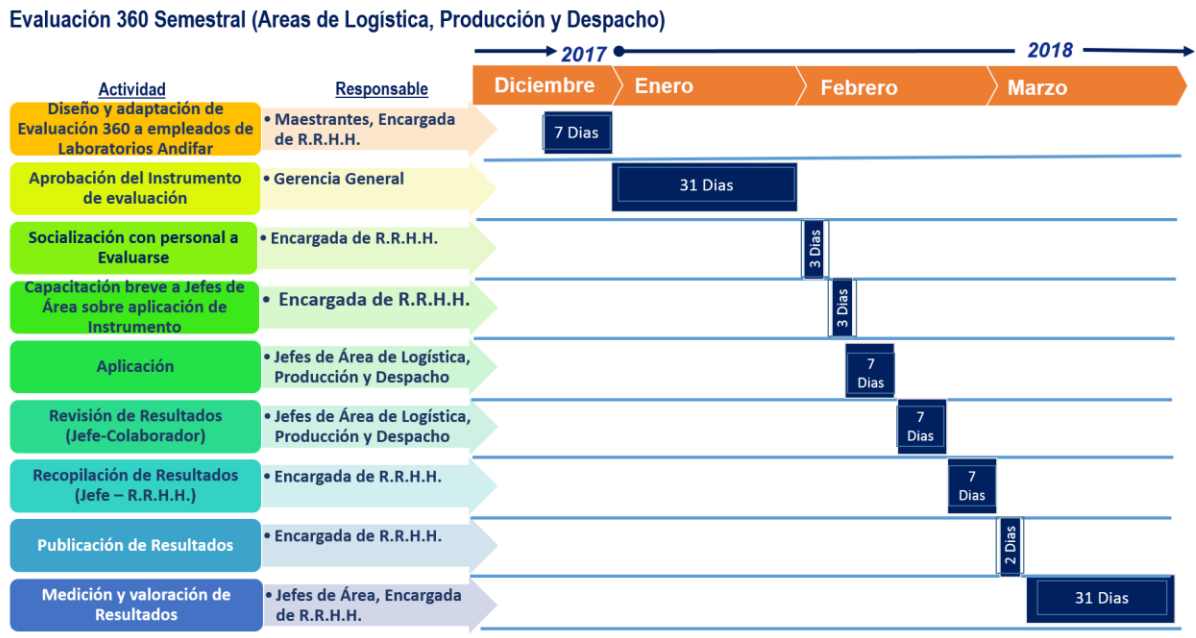 Evaluación 360 Semestral (Areas de Logística, Producción y Despacho)
2017
2018
Actividad
Responsable
Diciembre
Enero
Febrero
Marzo
Diseño y adaptación de
Evaluación 360 a empleados de
Laboratorios Andifar
• Maestrantes, Encargada
de R.R.H.H.
7 Dias
Aprobación del Instrumento
de evaluación
• Gerencia General
31 Dias
Socialización con personal a
Evaluarse
• Encargada de R.R.H.H.
3 Dias
Capacitación breve a Jefes de
Área sobre aplicación de
Instrumento
• Encargada de R.R.H.H.
3 Dias
Aplicación
• Jefes de Área de Logística,
Producción y Despacho
7
Dias
Revisión de Resultados
(Jefe-Colaborador)
• Jefes de Área de Logística,
Producción y Despacho
7
Dias
Recopilación de Resultados
(Jefe – R.R.H.H.)
• Encargada de R.R.H.H.
7
Dias
Publicación de Resultados
• Encargada de R.R.H.H.
2 Dias
Medición y valoración de
Resultados
• Jefes de Área, Encargada
de R.R.H.H.
31 Dias